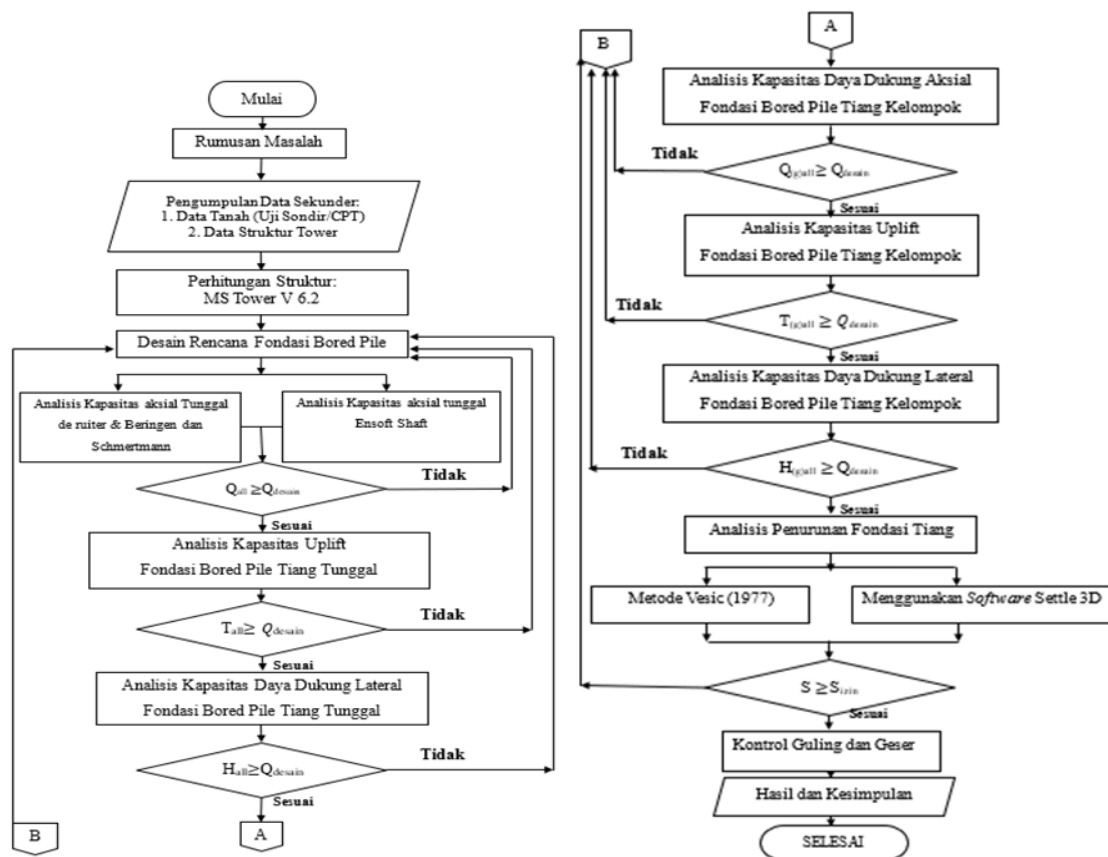 Mulai
Rumusan Masalah
Pengumpulan Data Sekunder:
1. Data Tanah (Uji Sondir/CPT)
2. Data Struktur Tower
Perhitungan Struktur:
MS Tower V 6.2
Desain Rencana Fondasi Bored Pile
Analisis Kapasitas aksial Tunggal
de ruiter & Beringen dan
Schmertmann
Analisis Kapasitas aksial tunggal
Ensoft Shaft
Qall ≥Qdesain
Tidak
Sesuai
Analisis Kapasitas Uplift
Fondasi Bored Pile Tiang Tunggal
Tall≥ Qdesain
Tidak
Sesuai
Analisis Kapasitas Daya Dukung Lateral
Fondasi Bored Pile Tiang Tunggal
Hall≥Qdesain
Tidak
Sesuai
B
A
B
A
Analisis Kapasitas Daya Dukung Aksial
Fondasi Bored Pile Tiang Kelompok
Tidak
Q(g)all≥ Qdesain
Sesuai
Analisis Kapasitas Uplift
Fondasi Bored Pile Tiang Kelompok
Tidak
T(g)all ≥ Qdesain
Sesuai
Analisis Kapasitas Daya Dukung Lateral
Fondasi Bored Pile Tiang Kelompok
Tidak
H(g)all ≥ Qdesain
Sesuai
Analisis Penurunan Fondasi Tiang
Metode Vesic (1977)
Menggunakan Software Settle 3D
S ≥Sizin
Sesuai
Kontrol Guling dan Geser
Hasil dan Kesimpulan
SELESAI